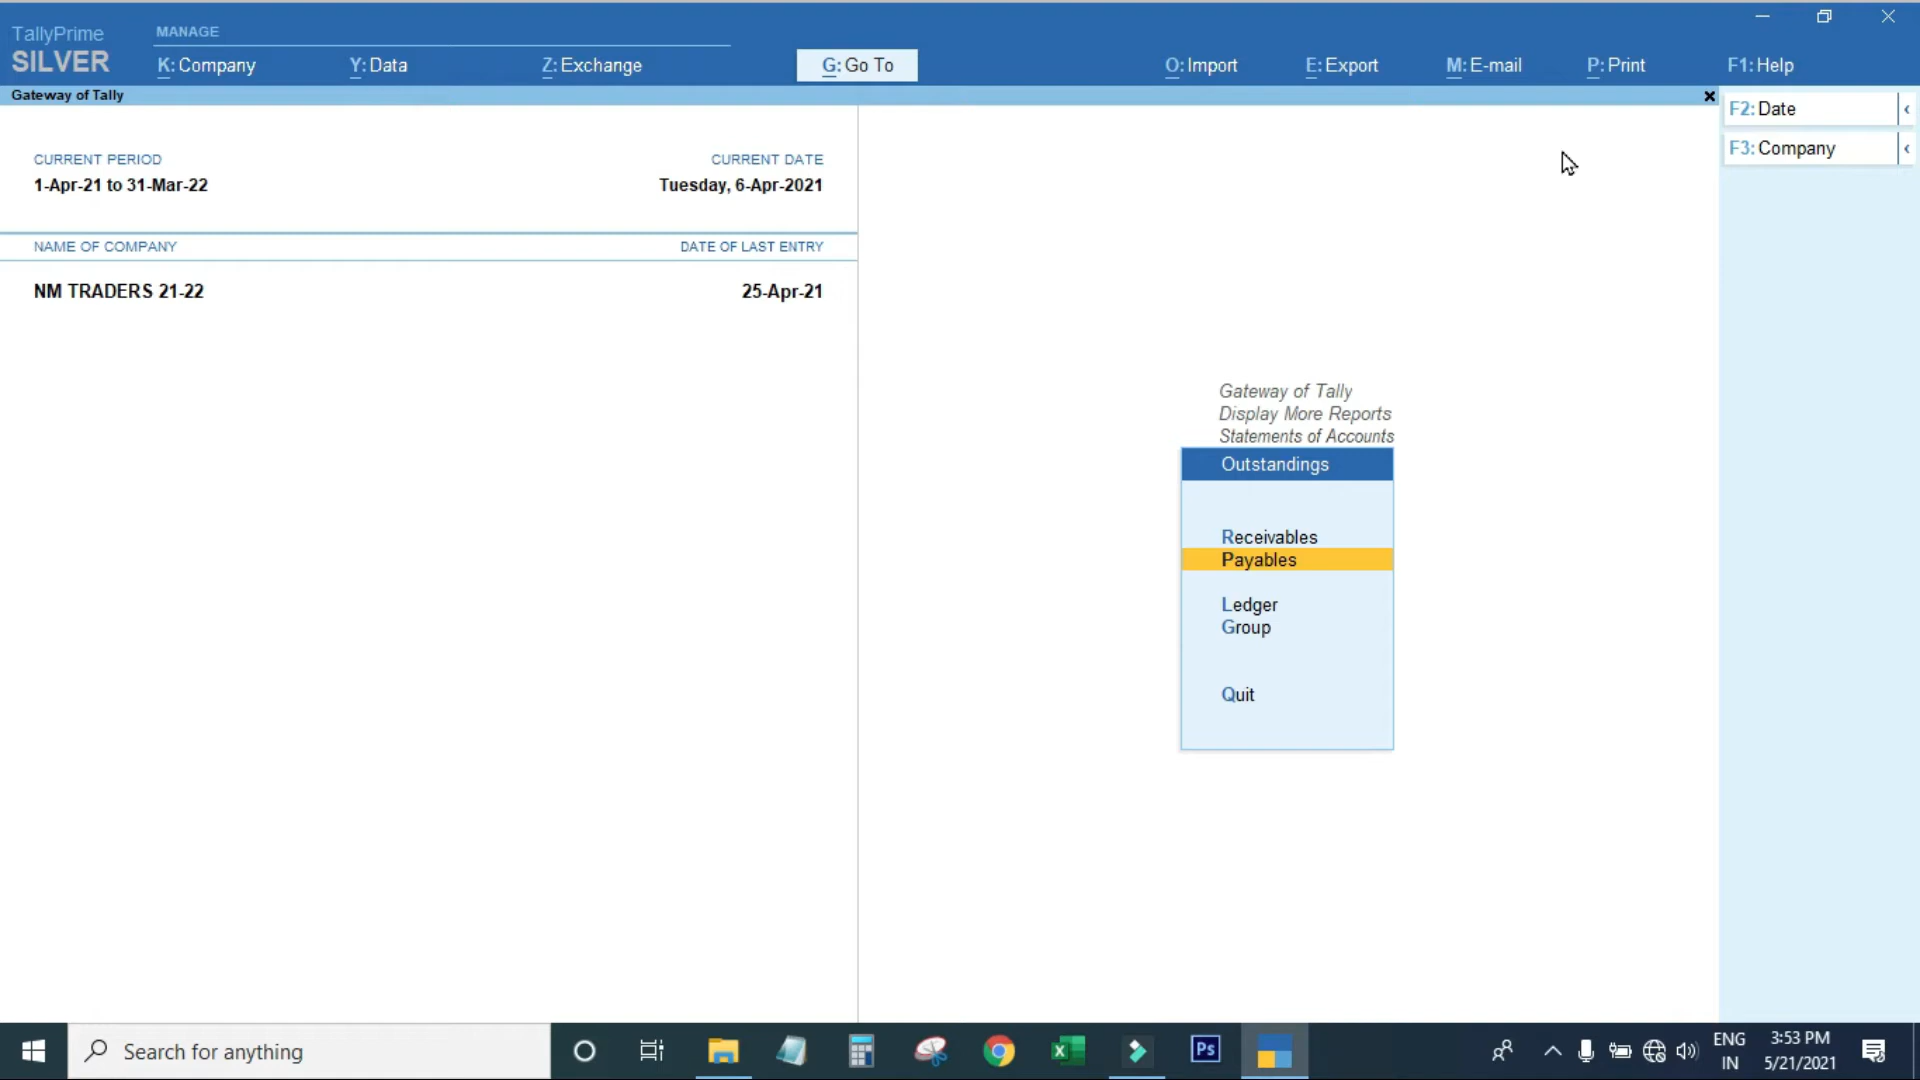 TallyPrime
SILVER
MANAGE
K: Company
Y: Data
Z: Exchange
G: Go To
O: Import
E: Export
M: E-mail
P: Print
F1: Help
Gateway of Tally
F2: Date
F3: Company
CURRENT PERIOD
CURRENT DATE
1-Apr-21 to 31-Mar-22
Tuesday, 6-Apr-2021
NAME OF COMPANY
DATE OF LAST ENTRY
NM TRADERS 21-22
25-Apr-21
Gateway of Tally
Display More Reports
Statements of Accounts
Outstandings
Receivables
Payables
Ledger
Group
Quit
Search for anything
Ps
ENG
IN
3:53 PM
5/21/2021